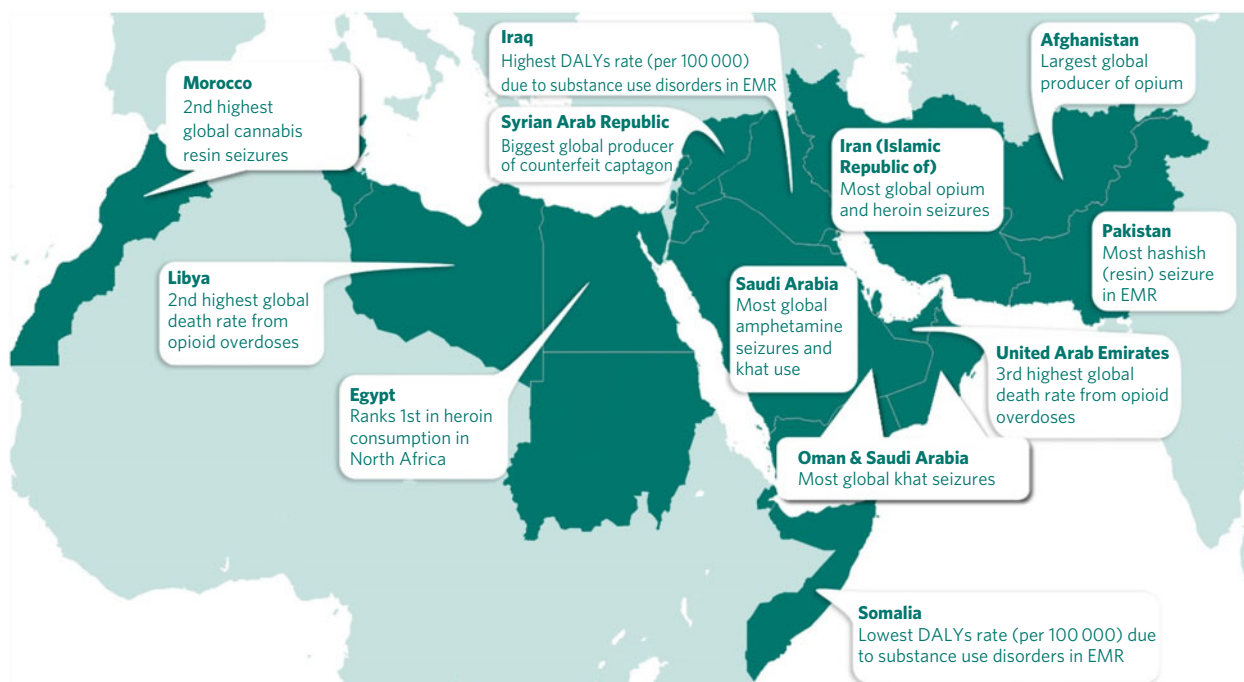 Iraq
Highest DALYs rate (per 100 000)
due to substance use disorders in EMR
Afghanistan
Largest global
producer of opium
Morocco
2nd highest
global cannabis
resin seizures
Syrian Arab Republic
Biggest global producer
of counterfeit captagon
Iran (Islamic
Republic of)
Most global opium
and heroin seizures
Pakistan
Most hashish
(resin) seizure
in EMR
Libya
2nd highest global
death rate from
opioid overdoses
Saudi Arabia
Most global
amphetamine
seizures and
khat use
United Arab Emirates
3rd highest global
death rate from opioid
overdoses
Egypt
Ranks 1st in heroin
consumption in
North Africa
Oman & Saudi Arabia
Most global khat seizures
Somalia
Lowest DALYs rate (per 100 000) due
to substance use disorders in EMR